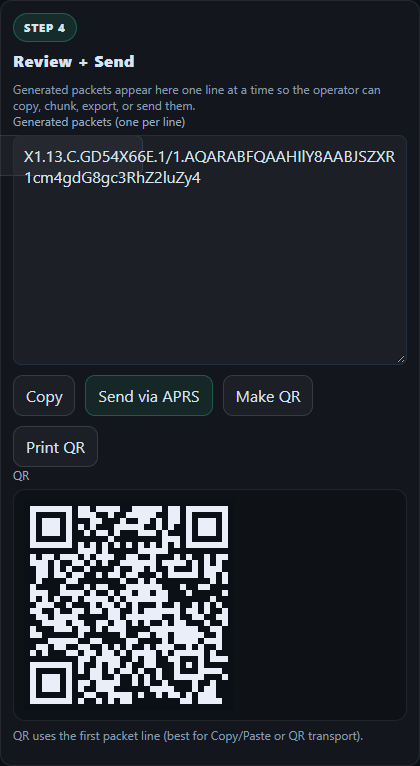 STEP 4
Review + Send
Generated packets appear here one line at a time so the operator can
copy, chunk, export, or send them.
Generated packets (one per line)
X1.13.C.GD54X66E.1/1.AQARABFQAAHIlY8AABJSZXR
1cm4gdG8gc3RhZ2luZy4
Copy
Send via APRS
Make QR
Print QR
QR
QR uses the first packet line (best for Copy/Paste or QR transport).